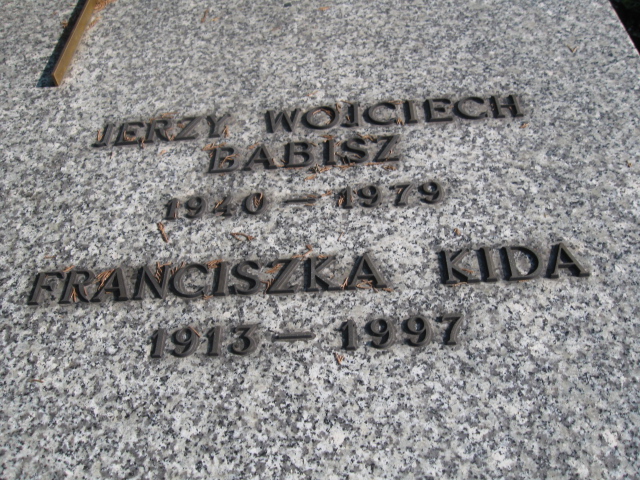 JERZY WOJCIECH
BABISZ
1940 – 1979
FRANCISZKA KIDA
1913 – 1997